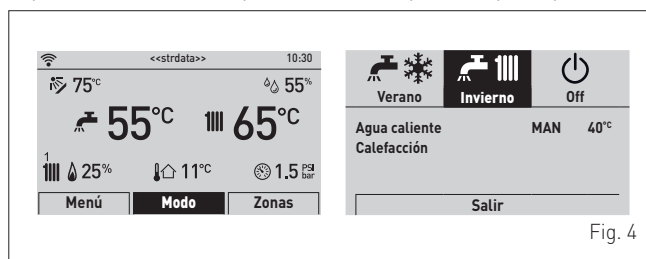 <<strdata>> 10:30
75°C 55%
55°C 65°C
1
25% 11°C 1.5 PSI bar
Menú Modo Zonas
Verano Invierno Off
Agua caliente MAN 40°C
Calefacción
Salir
Fig. 4